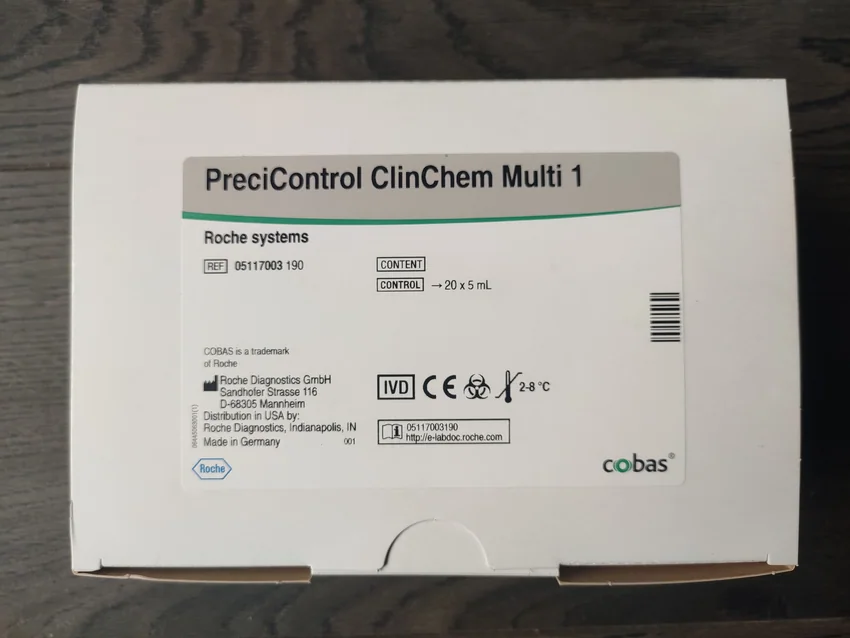 PreciControl ClinChem Multi 1
Roche systems
REF 05117003 190
CONTENT
CONTROL → 20 x 5 mL
COBAS is a trademark
of Roche
Roche Diagnostics GmbH
Sandhofer Strasse 116
D-68305 Mannheim
Distribution in USA by:
Roche Diagnostics, Indianapolis, IN
Made in Germany 001
IVD CE 2-8 °C
05117003190
http://e-labdoc.roche.com
Roche
cobas®